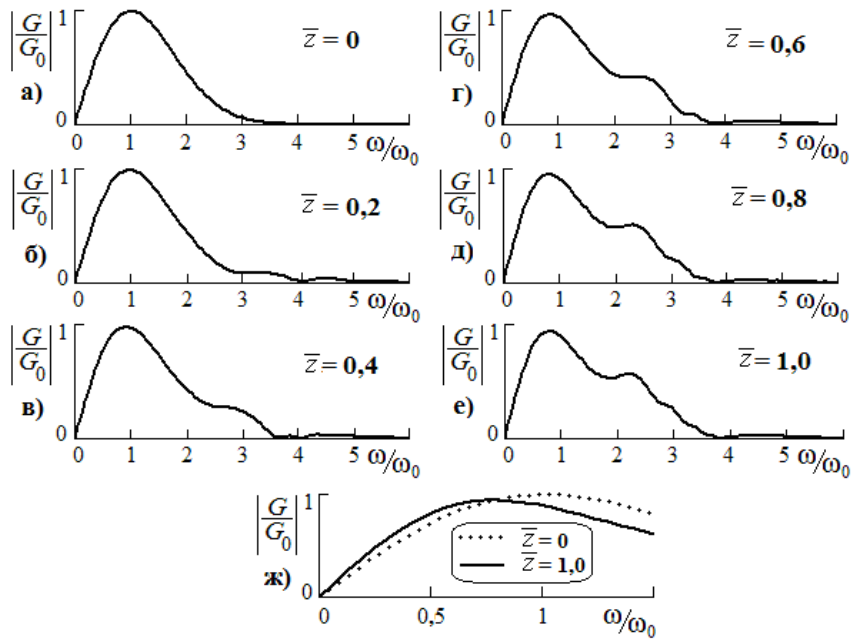 |G/G₀| 1
z̅ = 0
а)
0
0 1 2 3 4 5 ω/ω₀
|G/G₀| 1
z̅ = 0,2
б)
0
0 1 2 3 4 5 ω/ω₀
|G/G₀| 1
z̅ = 0,4
в)
0
0 1 2 3 4 5 ω/ω₀
|G/G₀| 1
z̅ = 0,6
г)
0
0 1 2 3 4 5 ω/ω₀
|G/G₀| 1
z̅ = 0,8
д)
0
0 1 2 3 4 5 ω/ω₀
|G/G₀| 1
z̅ = 1,0
е)
0
0 1 2 3 4 5 ω/ω₀
|G/G₀| 1
z̅ = 0
z̅ = 1,0
ж)
0
0 0,5 1 ω/ω₀